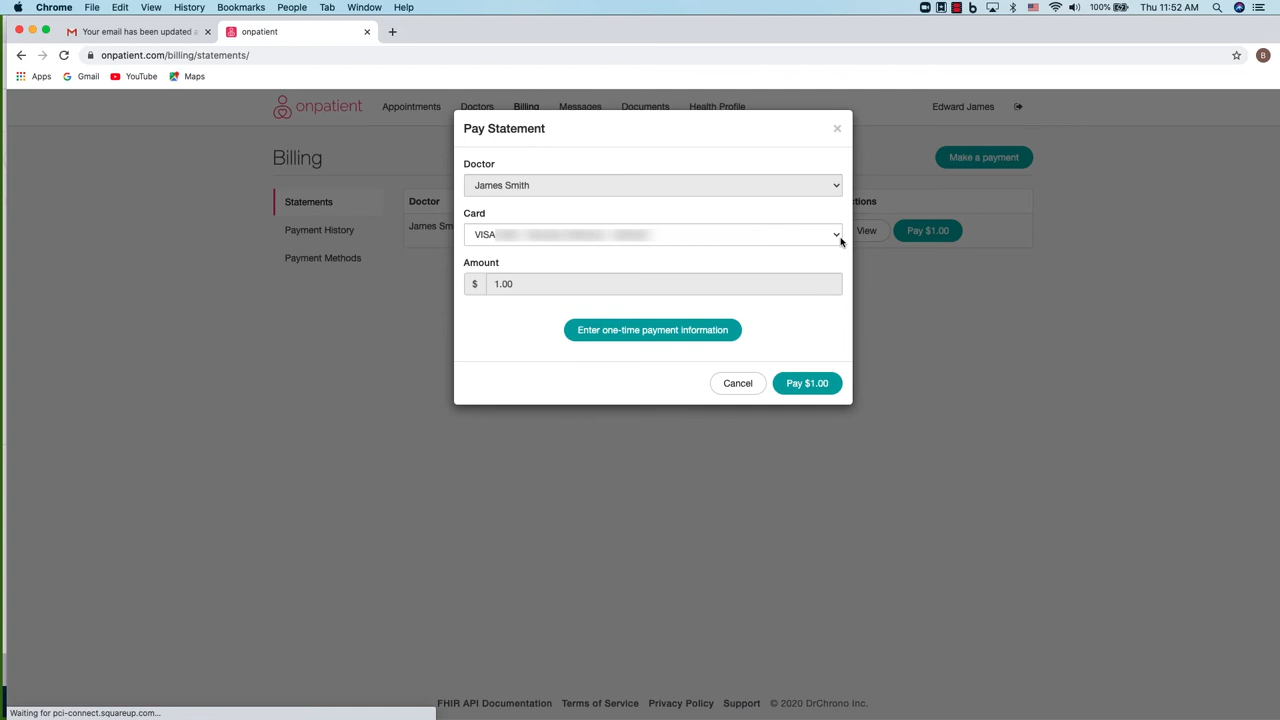 Chrome File Edit View History Bookmarks People Tab Window Help 100% Thu 11:52 AM
Your email has been updated a
onpatient
onpatient.com/billing/statements/
B
Apps Gmail YouTube Maps
onpatient Appointments Doctors Billing Messages Documents Health Profile Edward James
Pay Statement
Billing
Make a payment
Doctor
James Smith
Statements
Doctor
Card
Payment History
James Sm
VISA
View
Pay $1.00
Payment Methods
Amount
$ 1.00
Enter one-time payment information
Cancel
Pay $1.00
FHIR API Documentation Terms of Service Privacy Policy Support © 2020 DrChrono Inc.
Waiting for pci-connect.squareup.com...